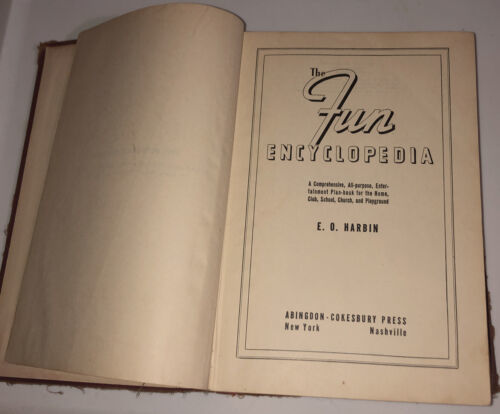 The
Fun
ENCYCLOPEDIA
A Comprehensive, All-purpose, Enter-
tainment Plan-book for the Home,
Club, School, Church, and Playground
E. O. HARBIN
ABINGDON-COKESBURY PRESS
New York Nashville